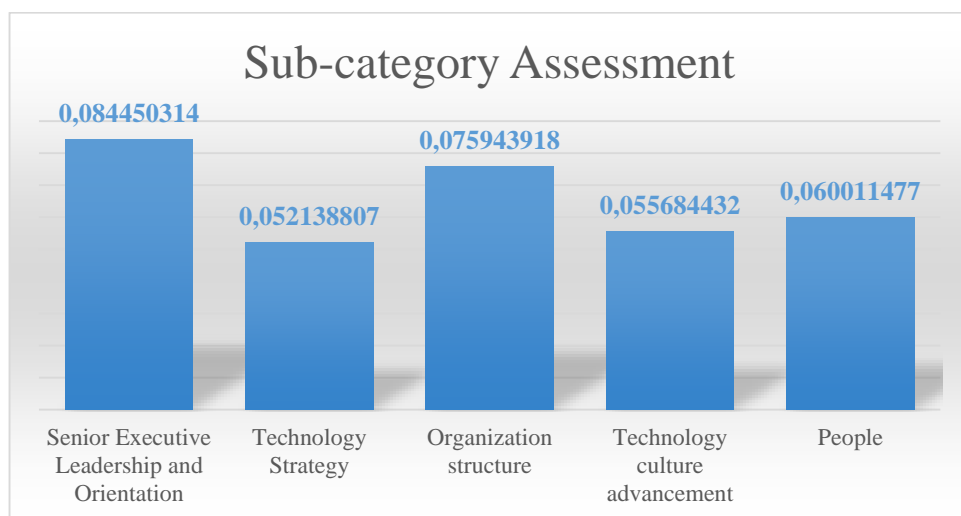 Sub-category Assessment
0,084450314
0,052138807
0,075943918
0,055684432
0,060011477
Senior Executive
Leadership and
Orientation
Technology
Strategy
Organization
structure
Technology
culture
advancement
People